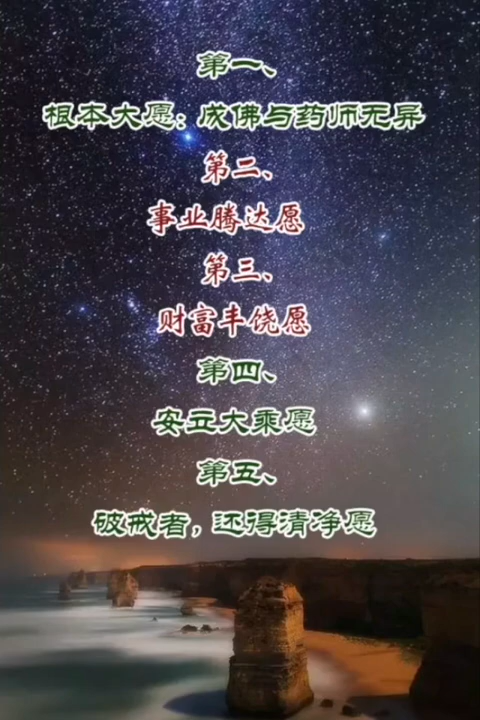 第一、
根本大愿：成佛与药师无异
第二、
事业腾达愿
第三、
财富丰饶愿
第四、
安立大乘愿
第五、
破戒者，还得清净愿